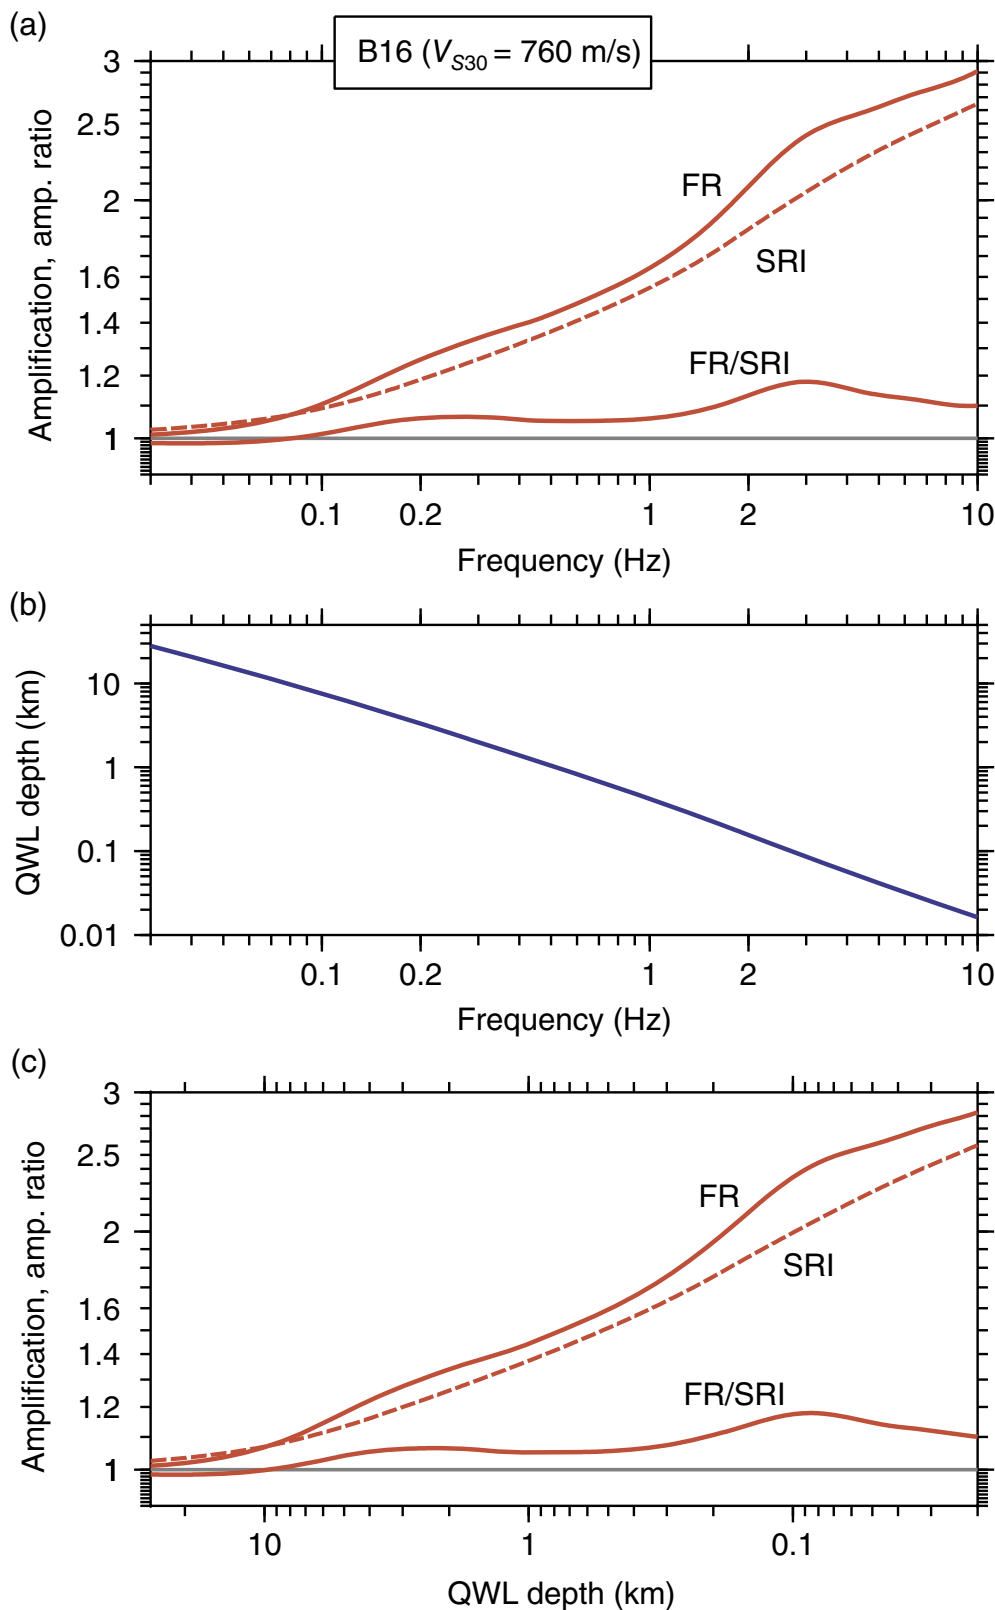 (a)
B16 (VS30 = 760 m/s)
3
2.5
2
1.6
1.4
1.2
1
Amplification, amp. ratio
FR
SRI
FR/SRI
0.1 0.2 1 2 10
Frequency (Hz)
(b)
10
1
0.1
0.01
QWL depth (km)
0.1 0.2 1 2 10
Frequency (Hz)
(c)
3
2.5
2
1.6
1.4
1.2
1
Amplification, amp. ratio
FR
SRI
FR/SRI
10 1 0.1
QWL depth (km)